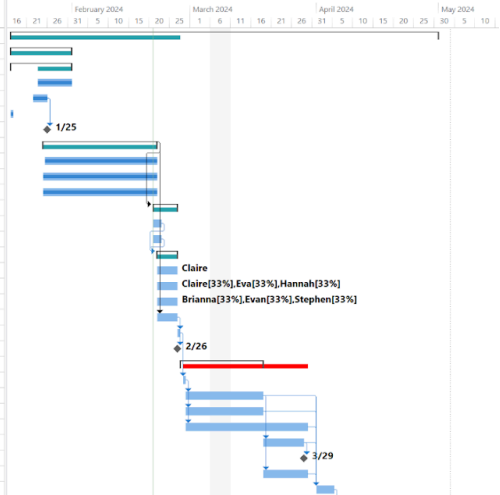 February 2024 March 2024 April 2024 May 2024
16 21 26 31 5 10 15 20 25 1 6 11 16 21 26 31 5 10 15 20 25 30 5
1/25
Claire
Claire[33%],Eva[33%],Hannah[33%]
Brianna[33%],Evan[33%],Stephen[33%]
2/26
3/29